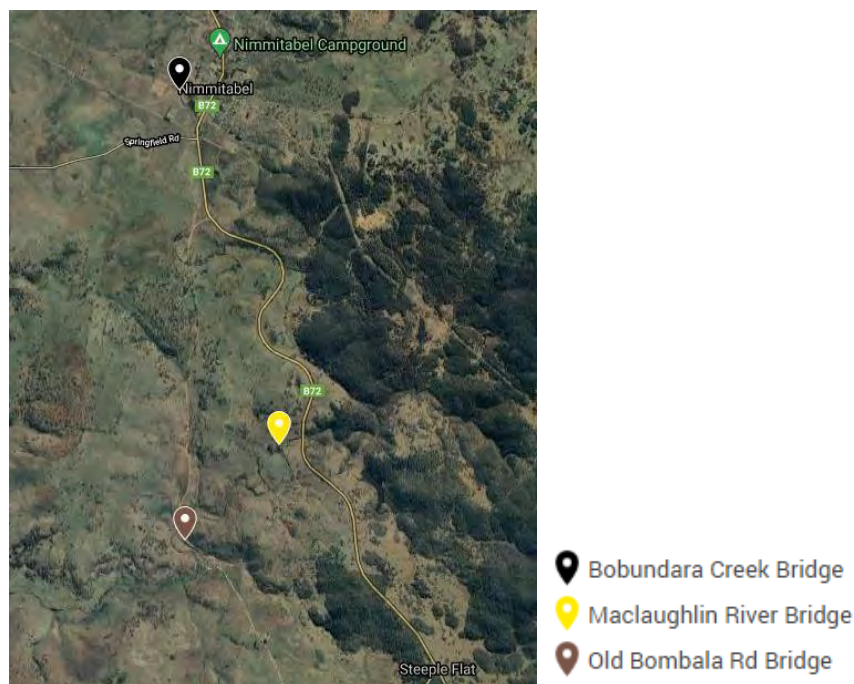 Nimmitabel Campground
Nimmitabel
B72
Springfield Rd
B72
B72
Steeple Flat
Bobundara Creek Bridge
Maclaughlin River Bridge
Old Bombala Rd Bridge